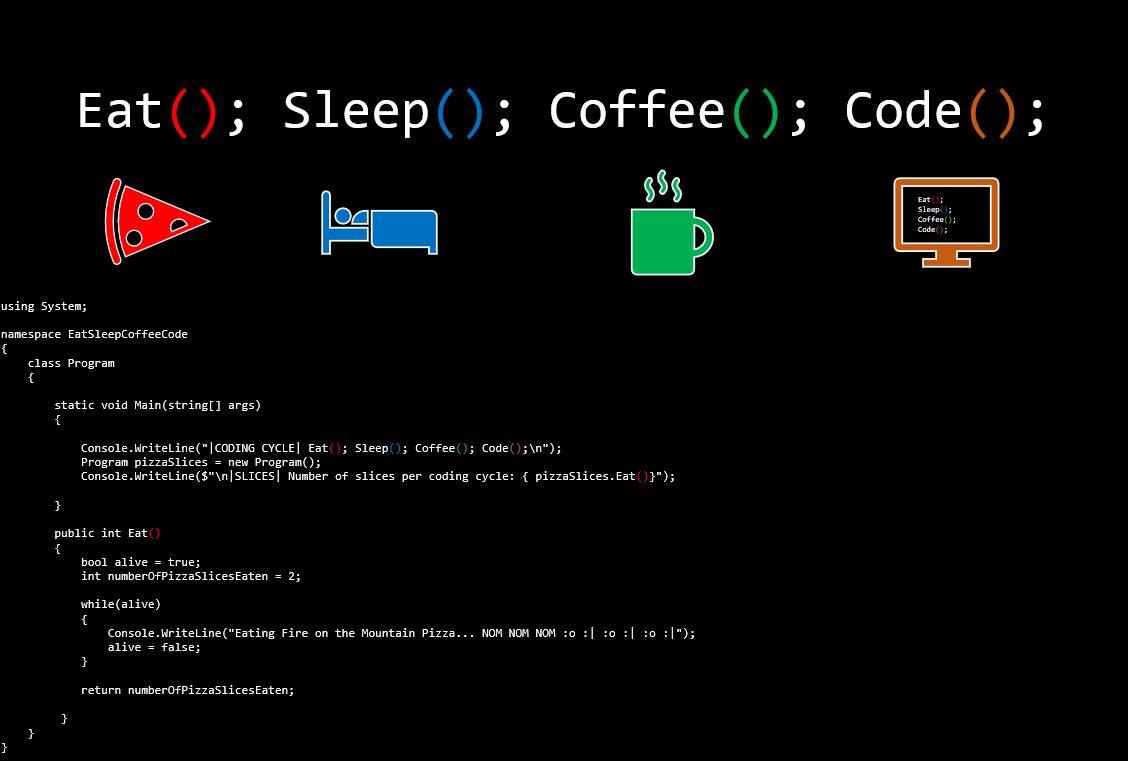 Eat(); Sleep(); Coffee(); Code();
Eat();
Sleep();
Coffee();
Code();
using System;
namespace EatSleepCoffeeCode
{
    class Program
    {
        static void Main(string[] args)
        {
            Console.WriteLine("|CODING CYCLE| Eat(); Sleep(); Coffee(); Code();\n");
            Program pizzaSlices = new Program();
            Console.WriteLine($"\n|SLICES| Number of slices per coding cycle: { pizzaSlices.Eat()}");
        }
        public int Eat()
        {
            bool alive = true;
            int numberOfPizzaSlicesEaten = 2;
            while(alive)
            {
                Console.WriteLine("Eating Fire on the Mountain Pizza... NOM NOM NOM :o :| :o :| :o :|");
                alive = false;
            }
            return numberOfPizzaSlicesEaten;
         }
    }
}